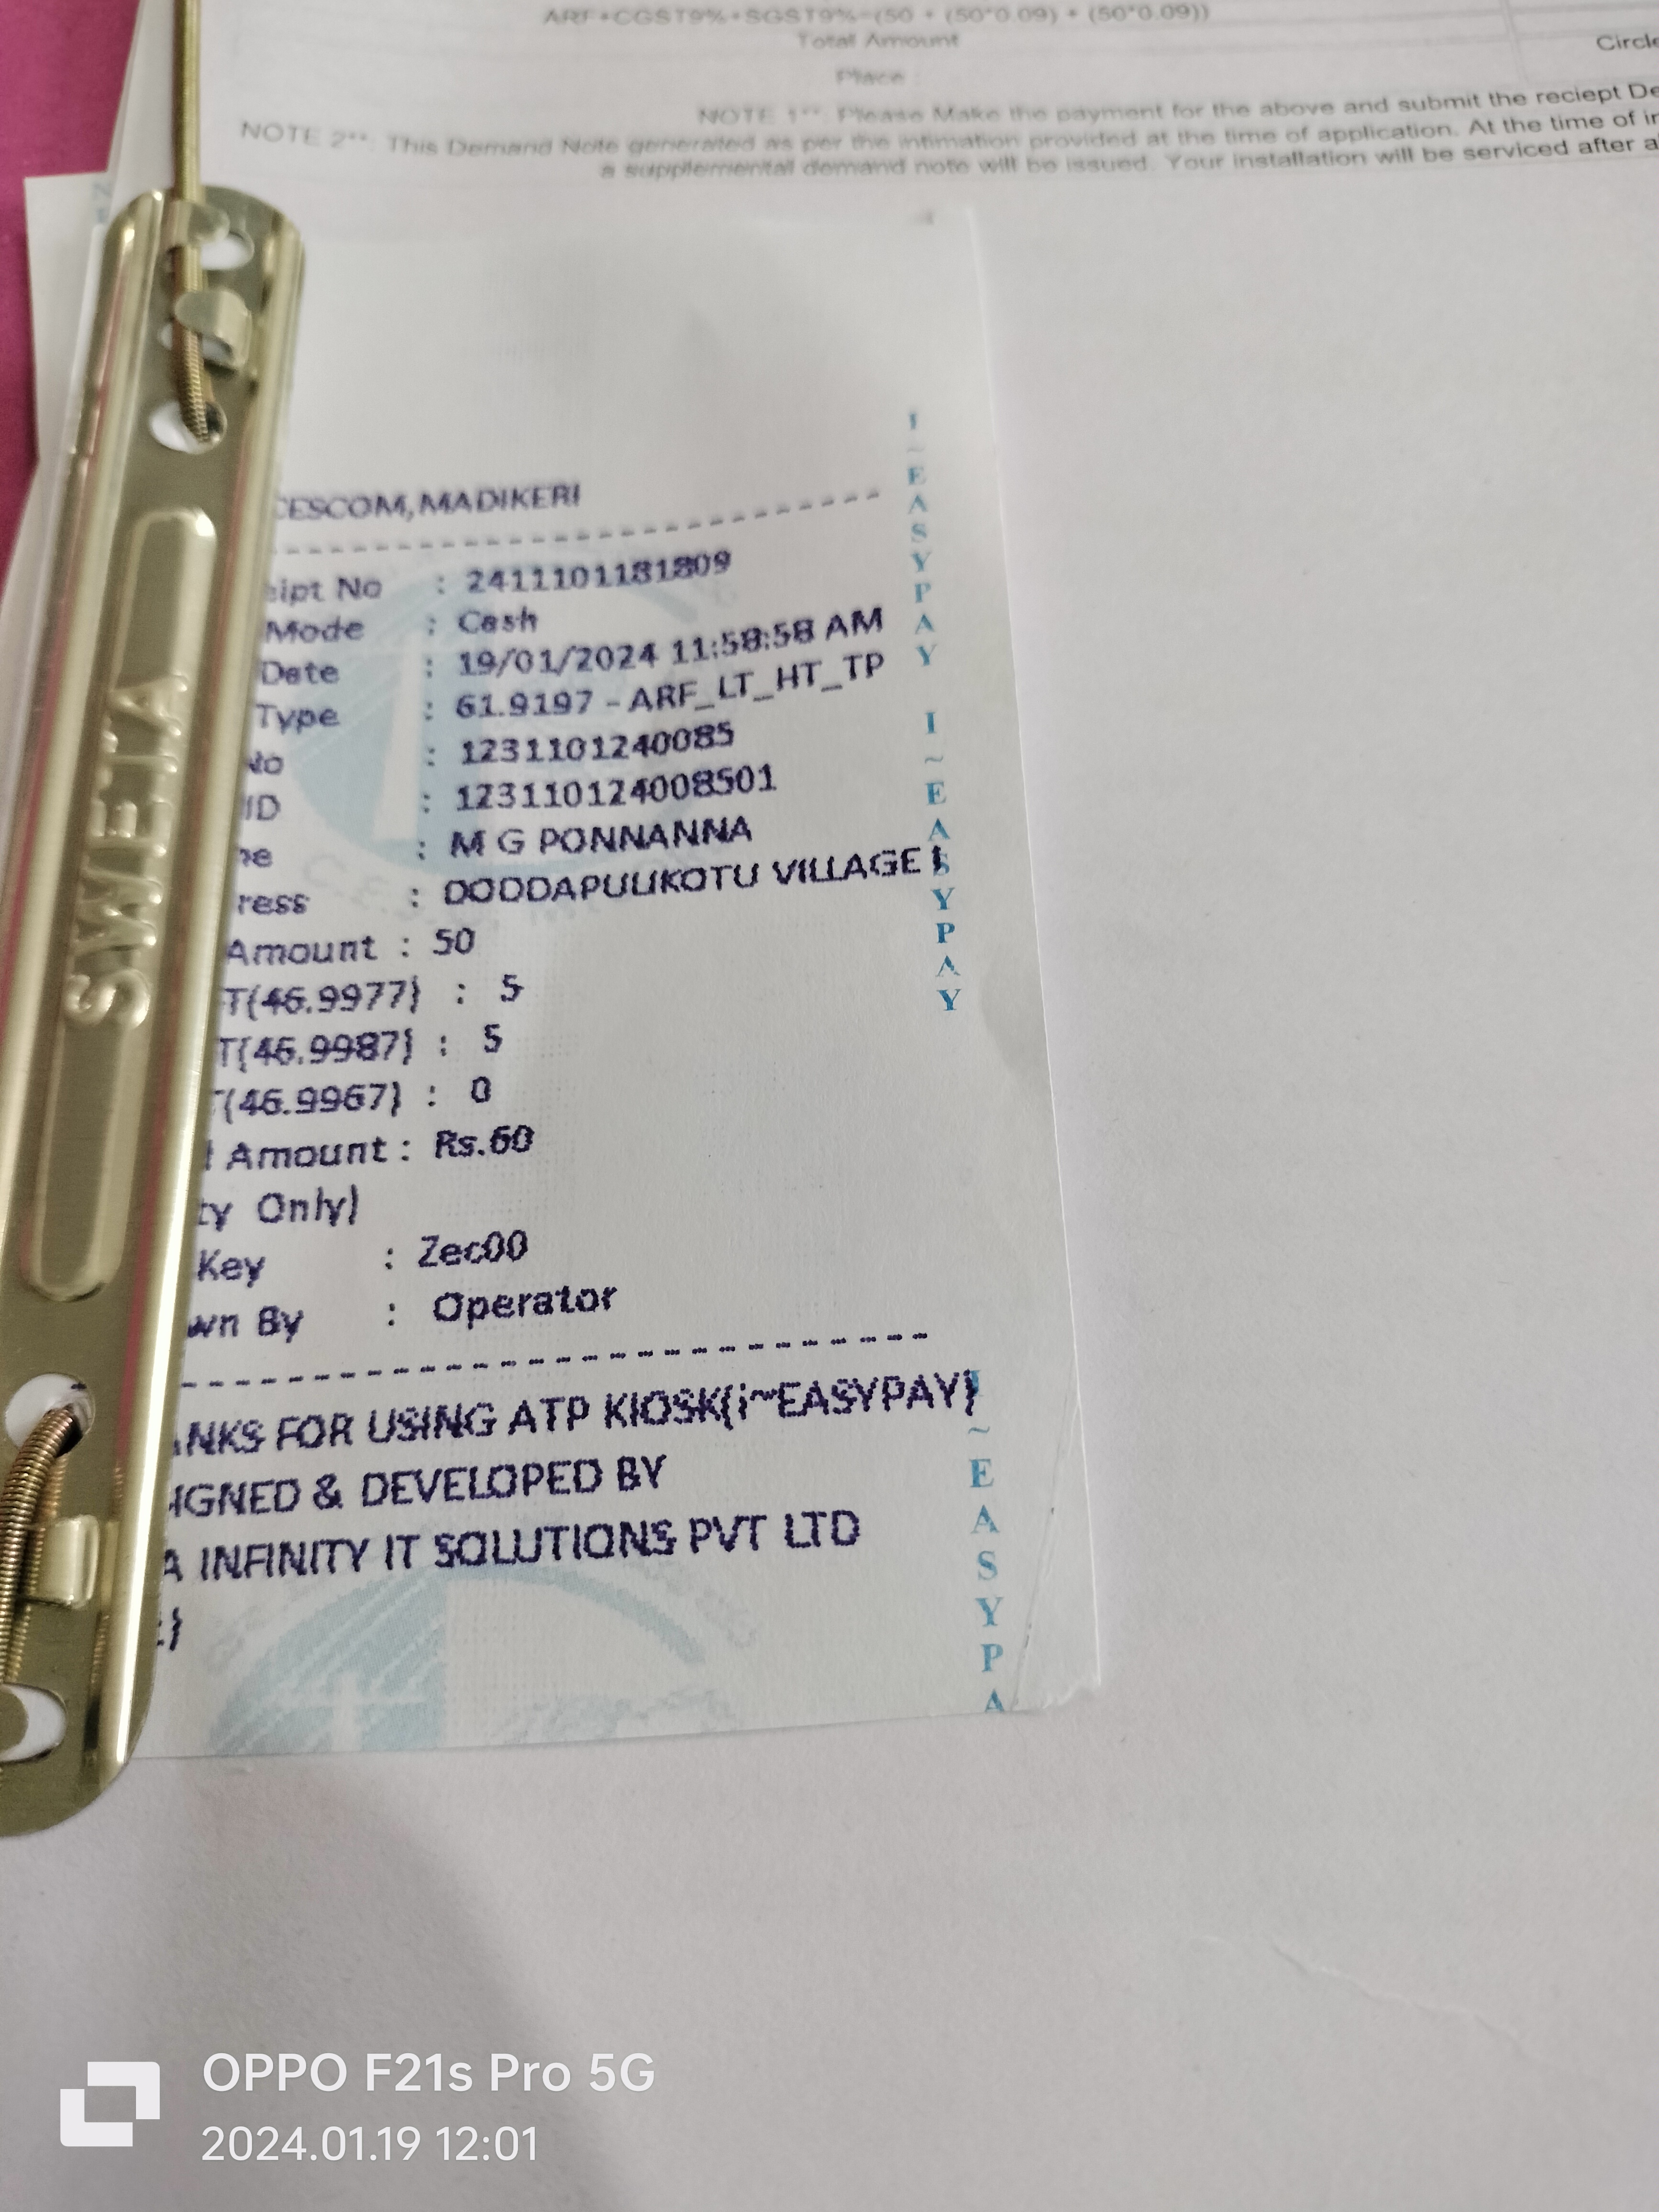 ARF+CGST9%+SGST9%=(50 + (50*0.09) + (50*0.09))
Total Amount
Circle
Place :
NOTE 1**: Please Make the payment for the above and submit the reciept De
NOTE 2**: This Demand Note generated as per the intimation provided at the time of application. At the time of in
a supplemental demand note will be issued. Your installation will be serviced after a
CESCOM,MADIKERI
eipt No : 2411101181809
Mode : Cash
Date : 19/01/2024 11:58:58 AM
Type : 61.9197 - ARF_LT_HT_TP
No : 1231101240085
ID : 123110124008501
ne : M G PONNANNA
ress : DODDAPULIKOTU VILLAGE
Amount : 50
T(46.9977) : 5
T(46.9987) : 5
T(46.9967) : 0
l Amount : Rs.60
ty Only)
Key : Zec00
wn By : Operator
ANKS FOR USING ATP KIOSK(i~EASYPAY)
IGNED & DEVELOPED BY
A INFINITY IT SOLUTIONS PVT LTD
E)
I~EASYPAY I~EASYPAY
I~EASYPA
SWETA
OPPO F21s Pro 5G
2024.01.19 12:01